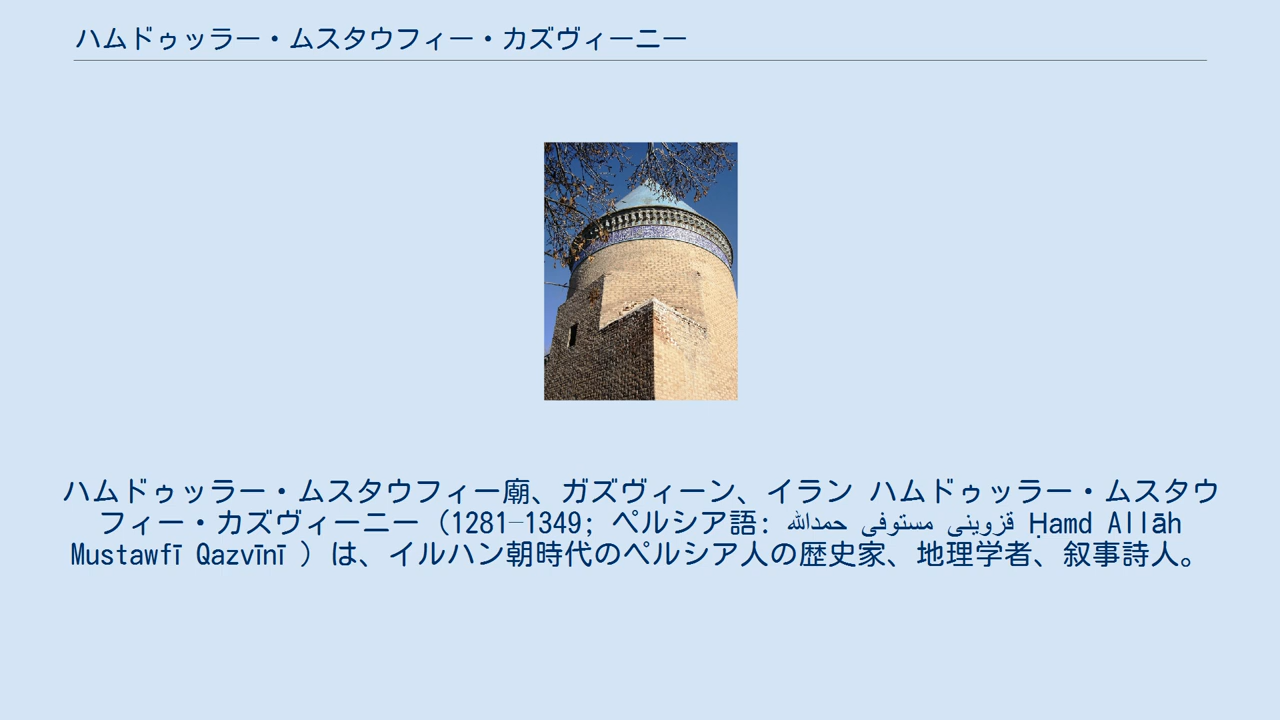 ハムドゥッラー・ムスタウフィー・カズヴィーニー
ハムドゥッラー・ムスタウフィー廟、ガズヴィーン、イラン ハムドゥッラー・ムスタウ
フィー・カズヴィーニー（1281–1349; ペルシア語: حمدالله مستوفی قزوینی Ḥamd Allāh
Mustawfī Qazvīnī ）は、イルハン朝時代のペルシア人の歴史家、地理学者、叙事詩人。